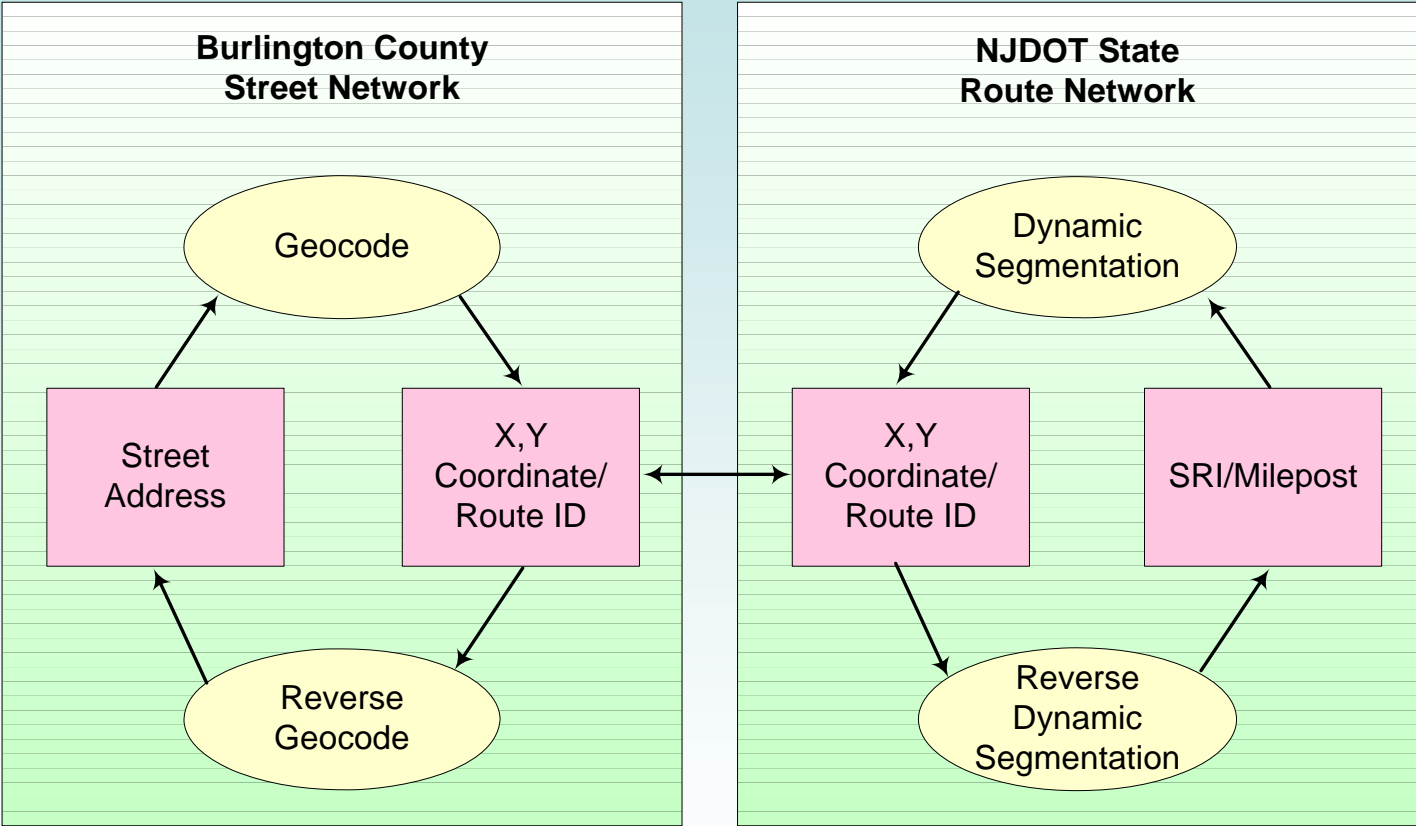 Burlington County
Street Network
Geocode
Street
Address
X,Y
Coordinate/
Route ID
Reverse
Geocode
NJDOT State
Route Network
Dynamic
Segmentation
X,Y
Coordinate/
Route ID
SRI/Milepost
Reverse
Dynamic
Segmentation